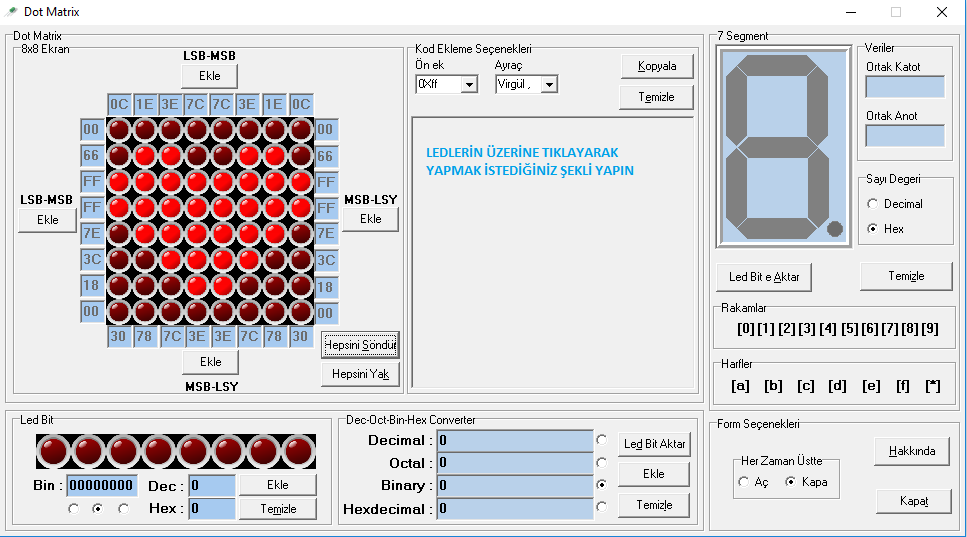 Dot Matrix
Dot Matrix
8x8 Ekran
LSB-MSB
Ekle
0C 1E 3E 7C 7C 3E 1E 0C
00 00
66 66
FF FF
FF FF
7E 7E
3C 3C
18 18
00 00
LSB-MSB
Ekle
MSB-LSY
Ekle
30 78 7C 3E 3E 7C 78 30
Ekle
MSB-LSY
Hepsini Söndür
Hepsini Yak
Kod Ekleme Seçenekleri
Ön ek Ayraç
0Xff Virgül ,
Kopyala
Temizle
LEDLERİN ÜZERİNE TIKLAYARAK
YAPMAK İSTEDİĞİNİZ ŞEKLİ YAPIN
7 Segment
Veriler
Ortak Katot
Ortak Anot
Sayı Degeri
Decimal
Hex
Led Bit e Aktar
Temizle
Rakamlar
[0] [1] [2] [3] [4] [5] [6] [7] [8] [9]
Harfler
[a] [b] [c] [d] [e] [f] [*]
Led Bit
Bin : 00000000 Dec : 0 Ekle
Hex : 0 Temizle
Dec-Oct-Bin-Hex Converter
Decimal : 0
Octal : 0
Binary : 0
Hexdecimal : 0
Led Bit Aktar
Ekle
Temizle
Form Seçenekleri
Her Zaman Üstte
Aç Kapa
Hakkında
Kapat